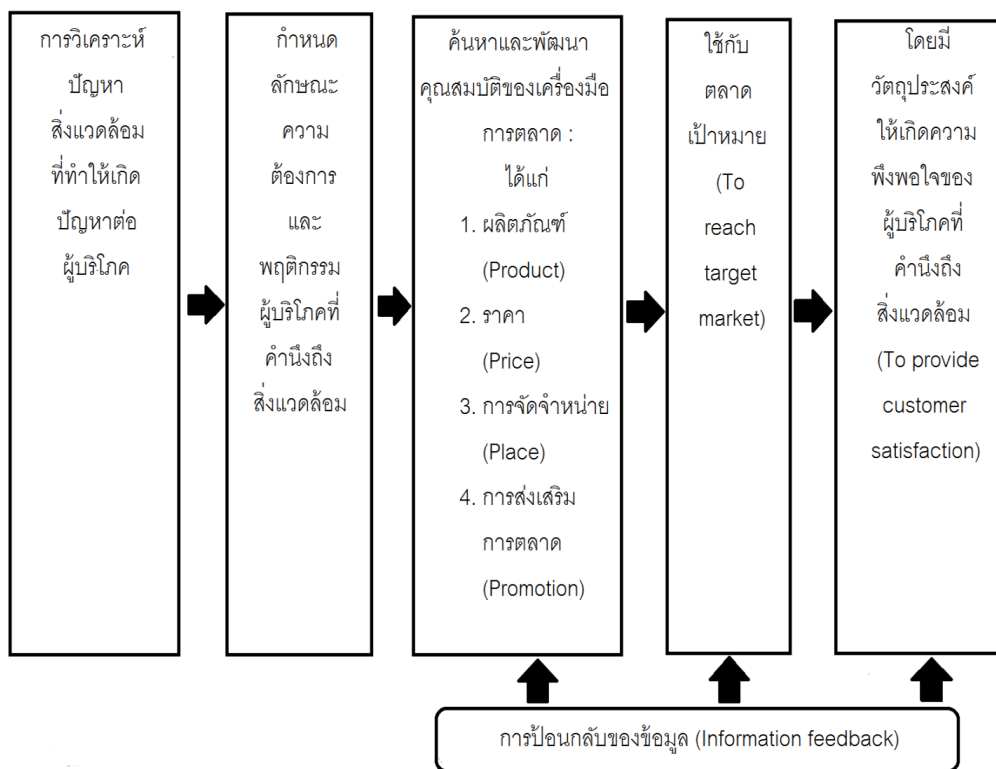 การวิเคราะห์
ปัญหา
สิ่งแวดล้อม
ที่ทำให้เกิด
ปัญหาต่อ
ผู้บริโภค
กำหนด
ลักษณะ
ความ
ต้องการ
และ
พฤติกรรม
ผู้บริโภคที่
คำนึงถึง
สิ่งแวดล้อม
ค้นหาและพัฒนา
คุณสมบัติของเครื่องมือ
การตลาด :
ได้แก่
1. ผลิตภัณฑ์
(Product)
2. ราคา
(Price)
3. การจัดจำหน่าย
(Place)
4. การส่งเสริม
การตลาด
(Promotion)
ใช้กับ
ตลาด
เป้าหมาย
(To
reach
target
market)
โดยมี
วัตถุประสงค์
ให้เกิดความ
พึงพอใจของ
ผู้บริโภคที่
คำนึงถึง
สิ่งแวดล้อม
(To provide
customer
satisfaction)
การป้อนกลับของข้อมูล (Information feedback)